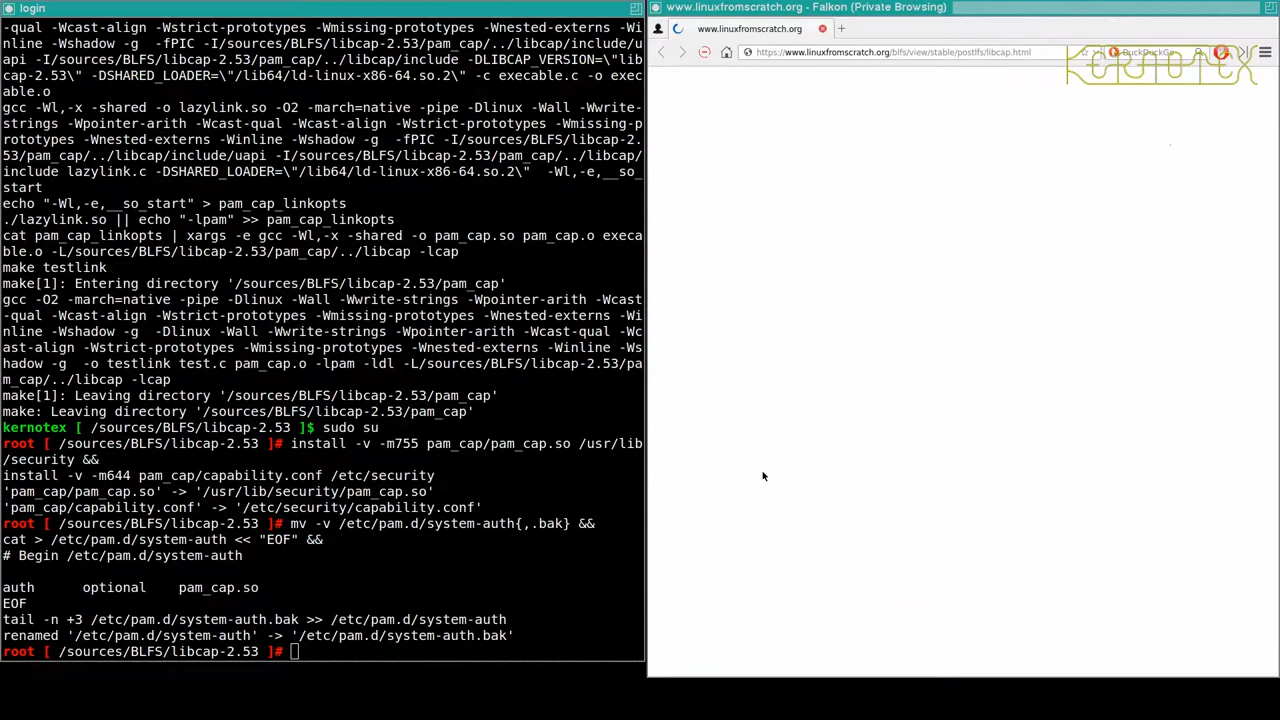 login
-qual -Wcast-align -Wstrict-prototypes -Wmissing-prototypes -Wnested-externs -Wi
nline -Wshadow -g  -fPIC -I/sources/BLFS/libcap-2.53/pam_cap/../libcap/include/u
api -I/sources/BLFS/libcap-2.53/pam_cap/../libcap/include -DLIBCAP_VERSION=\"lib
cap-2.53\" -DSHARED_LOADER=\"/lib64/ld-linux-x86-64.so.2\" -c execable.c -o exec
able.o
gcc -Wl,-x -shared -o lazylink.so -O2 -march=native -pipe -Dlinux -Wall -Wwrite-
strings -Wpointer-arith -Wcast-qual -Wcast-align -Wstrict-prototypes -Wmissing-p
rototypes -Wnested-externs -Winline -Wshadow -g  -fPIC -I/sources/BLFS/libcap-2.
53/pam_cap/../libcap/include/uapi -I/sources/BLFS/libcap-2.53/pam_cap/../libcap/
include lazylink.c -DSHARED_LOADER=\"/lib64/ld-linux-x86-64.so.2\"  -Wl,-e,__so_
start
echo "-Wl,-e,__so_start" > pam_cap_linkopts
./lazylink.so || echo "-lpam" >> pam_cap_linkopts
cat pam_cap_linkopts | xargs -e gcc -Wl,-x -shared -o pam_cap.so pam_cap.o execa
ble.o -L/sources/BLFS/libcap-2.53/pam_cap/../libcap -lcap
make testlink
make[1]: Entering directory '/sources/BLFS/libcap-2.53/pam_cap'
gcc -O2 -march=native -pipe -Dlinux -Wall -Wwrite-strings -Wpointer-arith -Wcast
-qual -Wcast-align -Wstrict-prototypes -Wmissing-prototypes -Wnested-externs -Wi
nline -Wshadow -g  -Dlinux -Wall -Wwrite-strings -Wpointer-arith -Wcast-qual -Wc
ast-align -Wstrict-prototypes -Wmissing-prototypes -Wnested-externs -Winline -Ws
hadow -g  -o testlink test.c pam_cap.o -lpam -ldl -L/sources/BLFS/libcap-2.53/pa
m_cap/../libcap -lcap
make[1]: Leaving directory '/sources/BLFS/libcap-2.53/pam_cap'
make: Leaving directory '/sources/BLFS/libcap-2.53/pam_cap'
kernotex [ /sources/BLFS/libcap-2.53 ]$ sudo su
root [ /sources/BLFS/libcap-2.53 ]# install -v -m755 pam_cap/pam_cap.so /usr/lib
/security &&
install -v -m644 pam_cap/capability.conf /etc/security
'pam_cap/pam_cap.so' -> '/usr/lib/security/pam_cap.so'
'pam_cap/capability.conf' -> '/etc/security/capability.conf'
root [ /sources/BLFS/libcap-2.53 ]# mv -v /etc/pam.d/system-auth{,.bak} &&
cat > /etc/pam.d/system-auth << "EOF" &&
# Begin /etc/pam.d/system-auth
auth      optional    pam_cap.so
EOF
tail -n +3 /etc/pam.d/system-auth.bak >> /etc/pam.d/system-auth
renamed '/etc/pam.d/system-auth' -> '/etc/pam.d/system-auth.bak'
root [ /sources/BLFS/libcap-2.53 ]#
www.linuxfromscratch.org - Falkon (Private Browsing)
www.linuxfromscratch.org
https://www.linuxfromscratch.org/blfs/view/stable/postlfs/libcap.html
DuckDuckGo
KERNOTEX